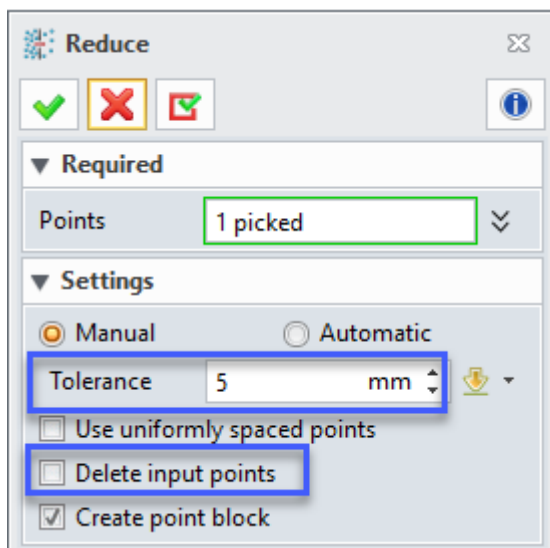 Reduce
Required
Points 1 picked
Settings
Manual Automatic
Tolerance 5 mm
Use uniformly spaced points
Delete input points
Create point block